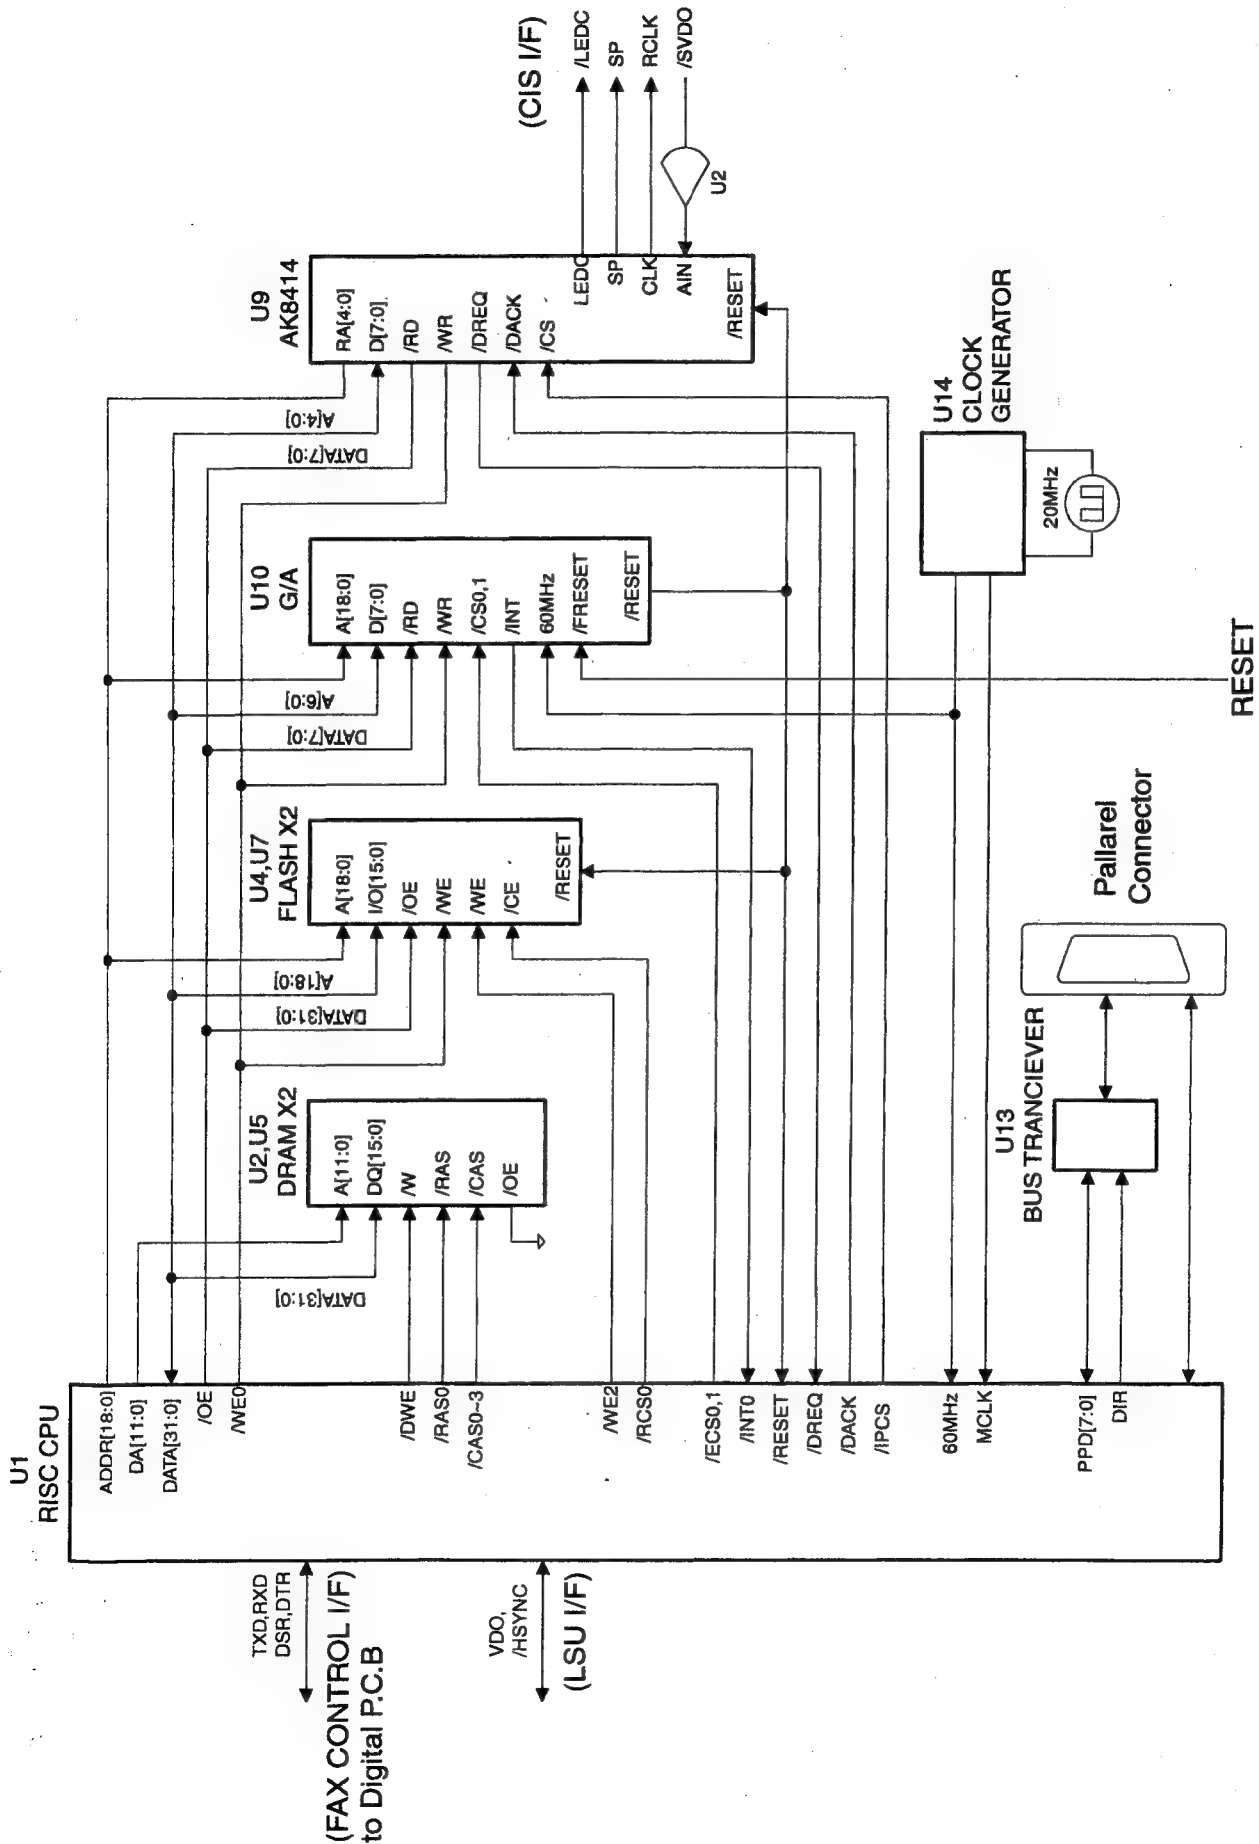 U1
RISC CPU
ADDR[18:0]
DA[11:0]
DATA[31:0]
/OE
/WE0
/DWE
/RAS0
/CAS0~3
/WE2
/RCS0
/ECS0,1
/INT0
/RESET
/DREQ
/DACK
/IPCS
60MHz
MCLK
PPD[7:0]
DIR
TXD,RXD
DSR,DTR
(FAX CONTROL I/F)
to Digital P.C.B
VDO,
/HSYNC
(LSU I/F)
U2,U5
DRAM X2
A[11:0]
DQ[15:0]
/W
/RAS
/CAS
/OE
DATA[31:0]
U4,U7
FLASH X2
A[18:0]
I/O[15:0]
/OE
/WE
/WE
/CE
/RESET
A[18:0]
DATA[31:0]
U10
G/A
A[18:0]
D[7:0]
/RD
/WR
/CS0,1
/INT
60MHz
/FRESET
/RESET
A[6:0]
DATA[7:0]
U9
AK8414
RA[4:0]
D[7:0]
/RD
/WR
/DREQ
/DACK
/CS
LEDC
SP
CLK
AIN
/RESET
A[4:0]
DATA[7:0]
(CIS I/F)
/LEDC
SP
RCLK
/SVDO
U2
U14
CLOCK
GENERATOR
20MHz
RESET
U13
BUS TRANCIEVER
Pallarel
Connector